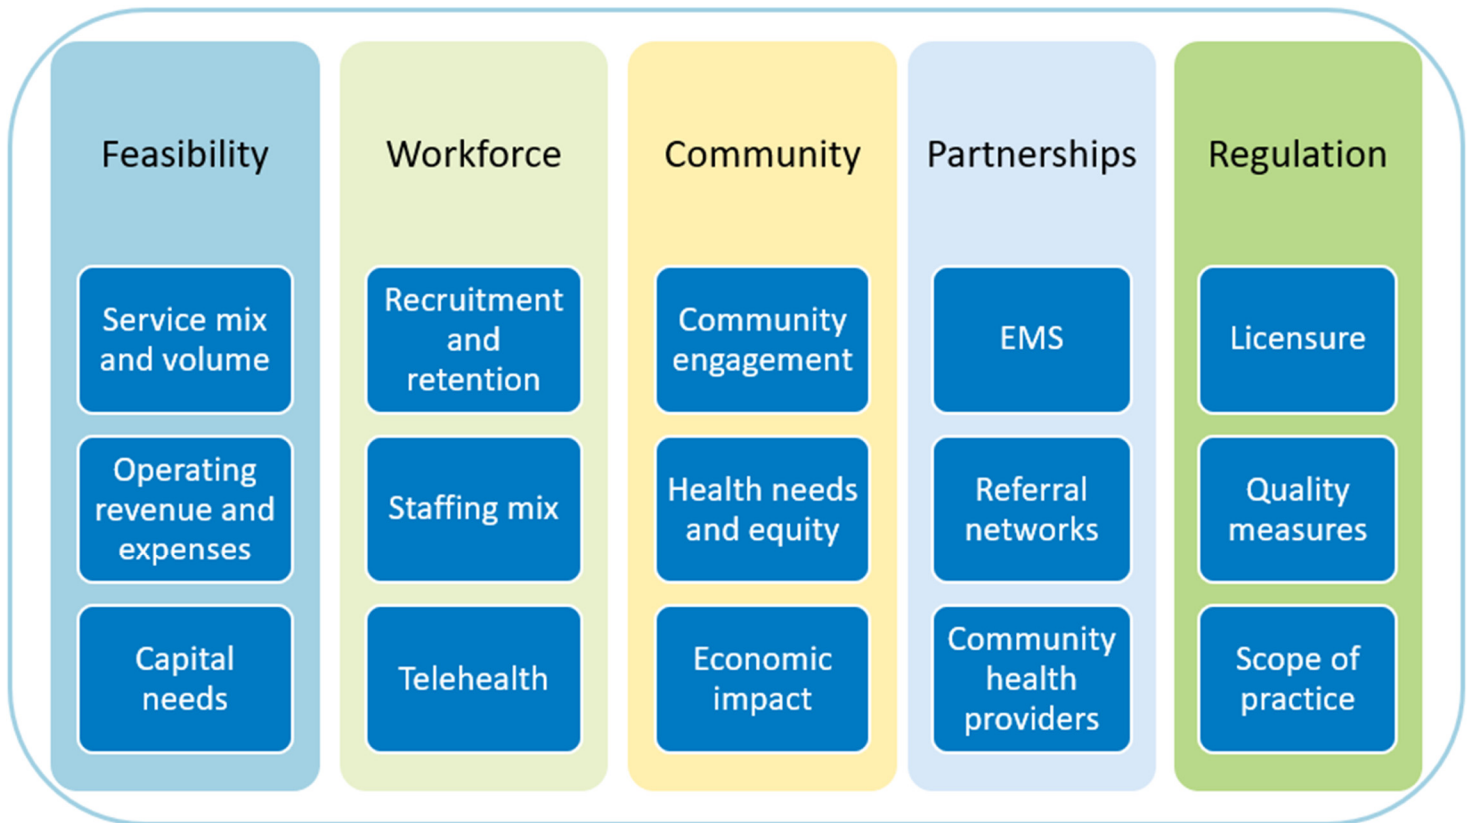 Feasibility
Service mix
and volume
Operating
revenue and
expenses
Capital
needs
Workforce
Recruitment
and
retention
Staffing mix
Telehealth
Community
Community
engagement
Health needs
and equity
Economic
impact
Partnerships
EMS
Referral
networks
Community
health
providers
Regulation
Licensure
Quality
measures
Scope of
practice